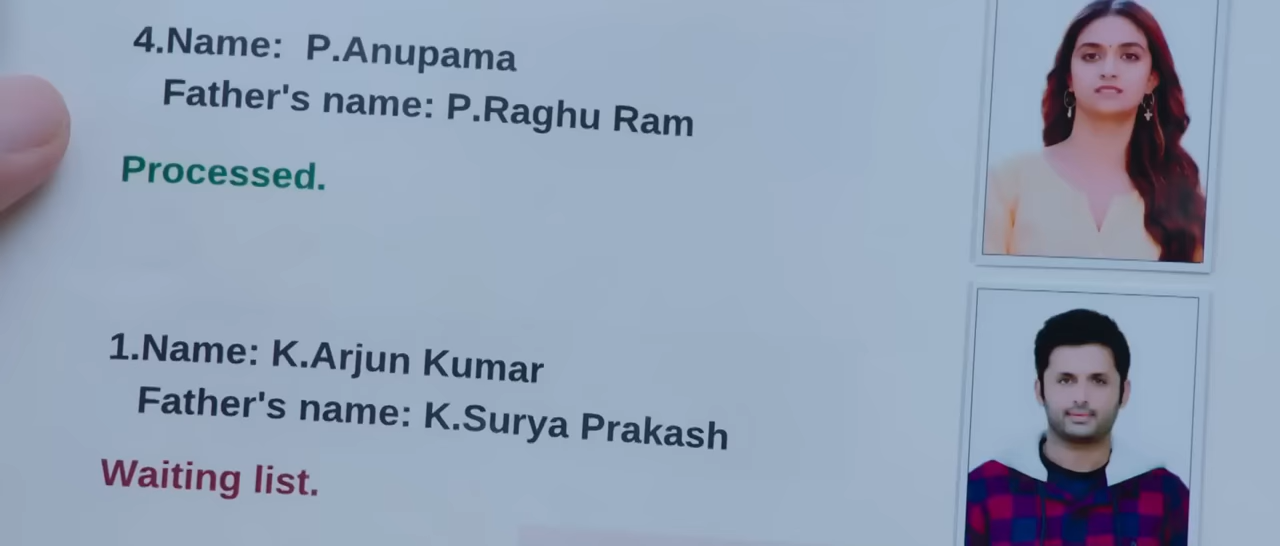 4.Name: P.Anupama
Father's name: P.Raghu Ram
Processed.
1.Name: K.Arjun Kumar
Father's name: K.Surya Prakash
Waiting list.